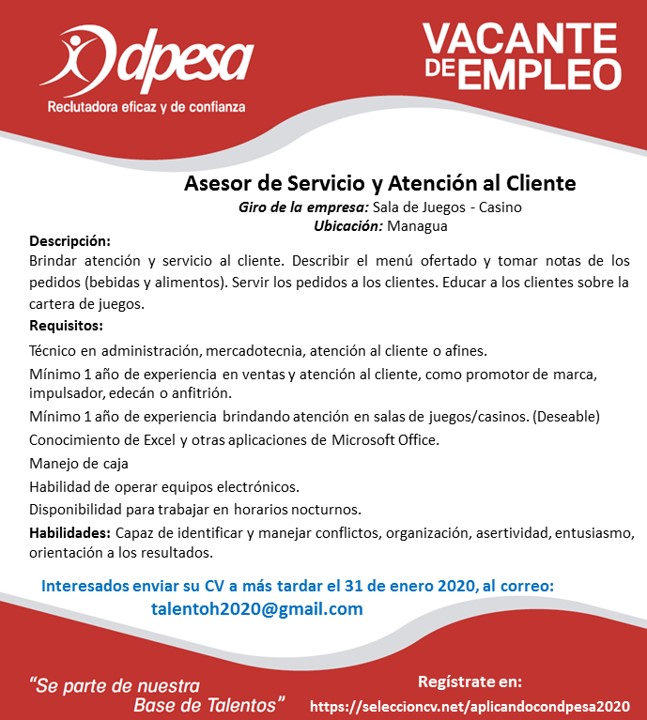 dpesa
Reclutadora eficaz y de confianza
VACANTE
DE EMPLEO
Asesor de Servicio y Atención al Cliente
Giro de la empresa: Sala de Juegos - Casino
Ubicación: Managua
Descripción:
Brindar atención y servicio al cliente. Describir el menú ofertado y tomar notas de los
pedidos (bebidas y alimentos). Servir los pedidos a los clientes. Educar a los clientes sobre la
cartera de juegos.
Requisitos:
Técnico en administración, mercadotecnia, atención al cliente o afines.
Mínimo 1 año de experiencia en ventas y atención al cliente, como promotor de marca,
impulsador, edecán o anfitrión.
Mínimo 1 año de experiencia brindando atención en salas de juegos/casinos. (Deseable)
Conocimiento de Excel y otras aplicaciones de Microsoft Office.
Manejo de caja
Habilidad de operar equipos electrónicos.
Disponibilidad para trabajar en horarios nocturnos.
Habilidades: Capaz de identificar y manejar conflictos, organización, asertividad, entusiasmo,
orientación a los resultados.
Interesados enviar su CV a más tardar el 31 de enero 2020, al correo:
talentoh2020@gmail.com
"Se parte de nuestra
Base de Talentos"
Regístrate en:
https://seleccioncv.net/aplicandocondpesa2020